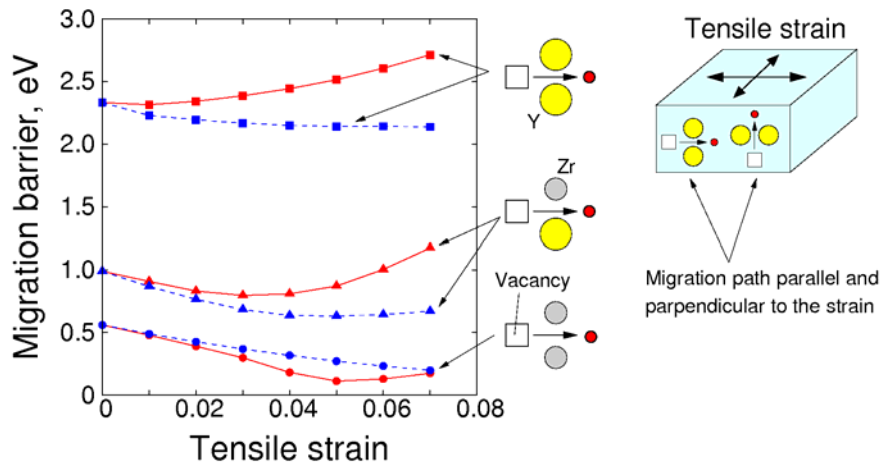 Migration barrier, eV
3.0
2.5
2.0
1.5
1.0
0.5
0
0
0.02
0.04
0.06
0.08
Tensile strain
Y
Zr
Vacancy
Tensile strain
Migration path parallel and
parpendicular to the strain